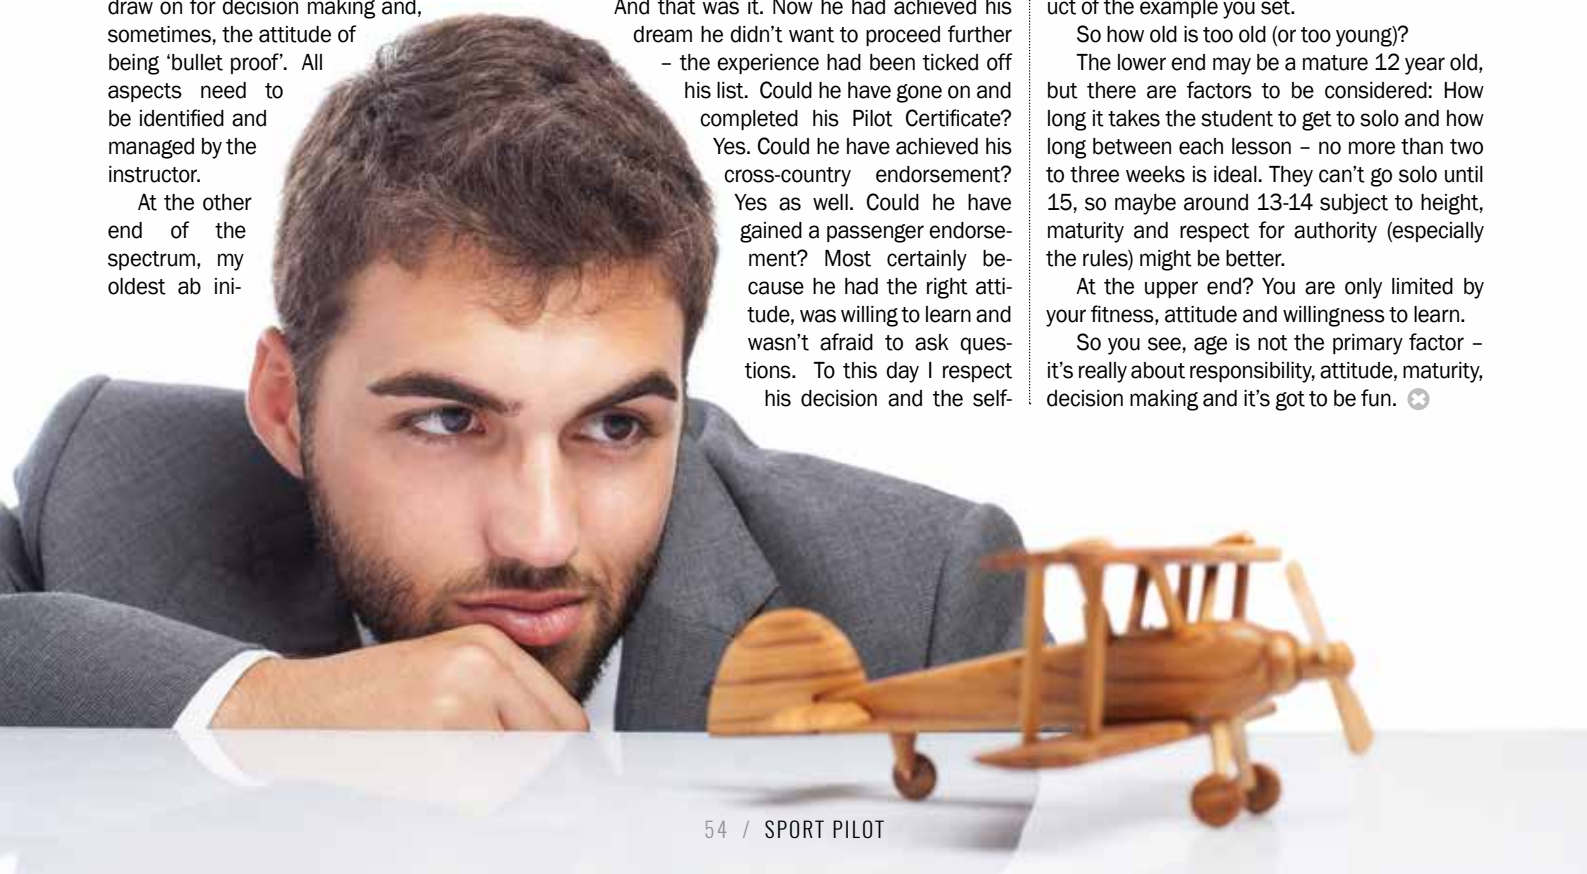 draw on for decision making and,
sometimes, the attitude of
being ‘bullet proof’. All
aspects need to
be identified and
managed by the
instructor.
At the other
end of the
spectrum, my
oldest ab ini-
And that was it. Now he had achieved his
dream he didn’t want to proceed further
– the experience had been ticked off
his list. Could he have gone on and
completed his Pilot Certificate?
Yes. Could he have achieved his
cross-country endorsement?
Yes as well. Could he have
gained a passenger endorse-
ment? Most certainly be-
cause he had the right atti-
tude, was willing to learn and
wasn’t afraid to ask ques-
tions. To this day I respect
his decision and the self-
uct of the example you set.
So how old is too old (or too young)?
The lower end may be a mature 12 year old,
but there are factors to be considered: How
long it takes the student to get to solo and how
long between each lesson – no more than two
to three weeks is ideal. They can’t go solo until
15, so maybe around 13-14 subject to height,
maturity and respect for authority (especially
the rules) might be better.
At the upper end? You are only limited by
your fitness, attitude and willingness to learn.
So you see, age is not the primary factor –
it’s really about responsibility, attitude, maturity,
decision making and it’s got to be fun.
54 / SPORT PILOT